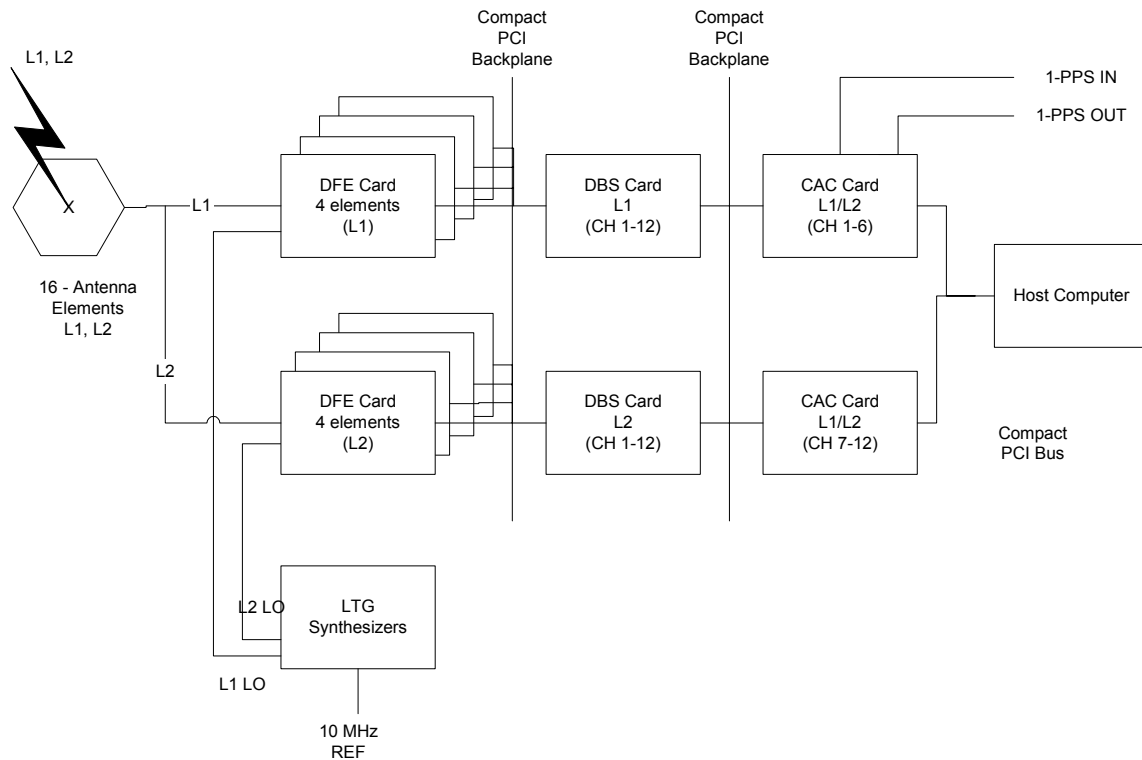 Compact
PCI
Backplane
Compact
PCI
Backplane
L1, L2
1-PPS IN
1-PPS OUT
X
L1
DFE Card
4 elements
(L1)
DBS Card
L1
(CH 1-12)
CAC Card
L1/L2
(CH 1-6)
16 - Antenna
Elements
L1, L2
Host Computer
L2
DFE Card
4 elements
(L2)
DBS Card
L2
(CH 1-12)
CAC Card
L1/L2
(CH 7-12)
Compact
PCI Bus
L2 LO
LTG
Synthesizers
L1 LO
10 MHz
REF